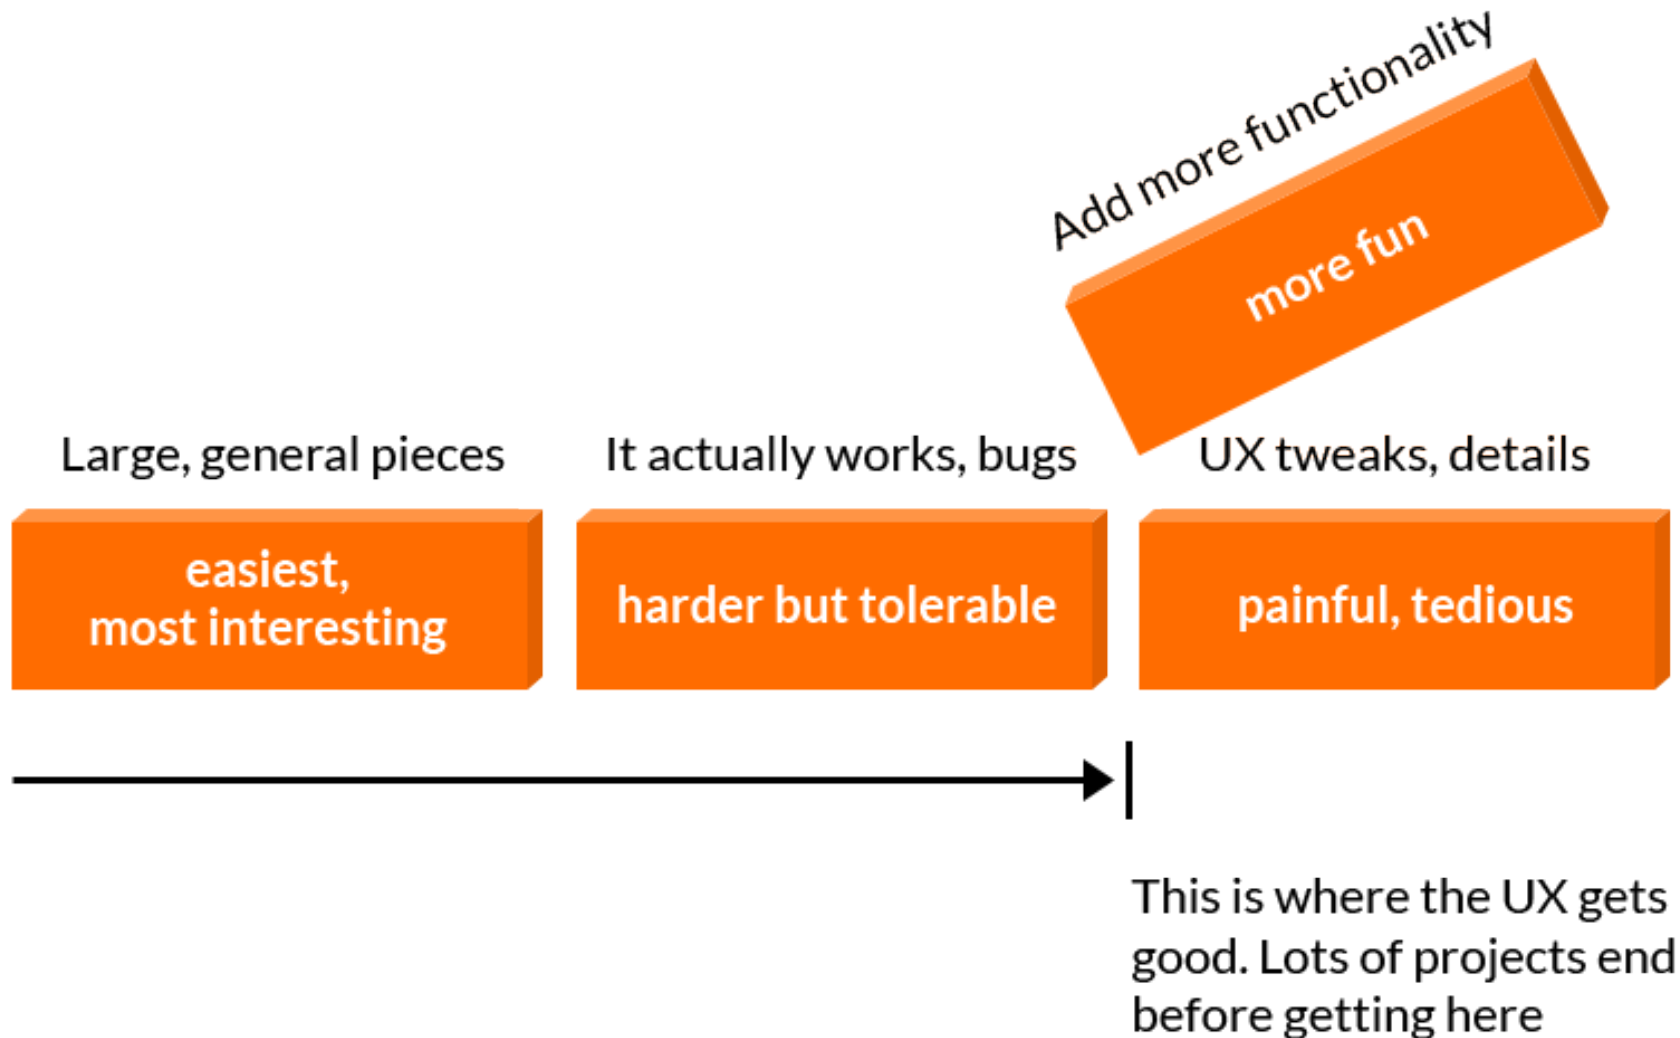 Add more functionality
more fun
Large, general pieces
easiest,
most interesting
It actually works, bugs
harder but tolerable
UX tweaks, details
painful, tedious
This is where the UX gets
good. Lots of projects end
before getting here